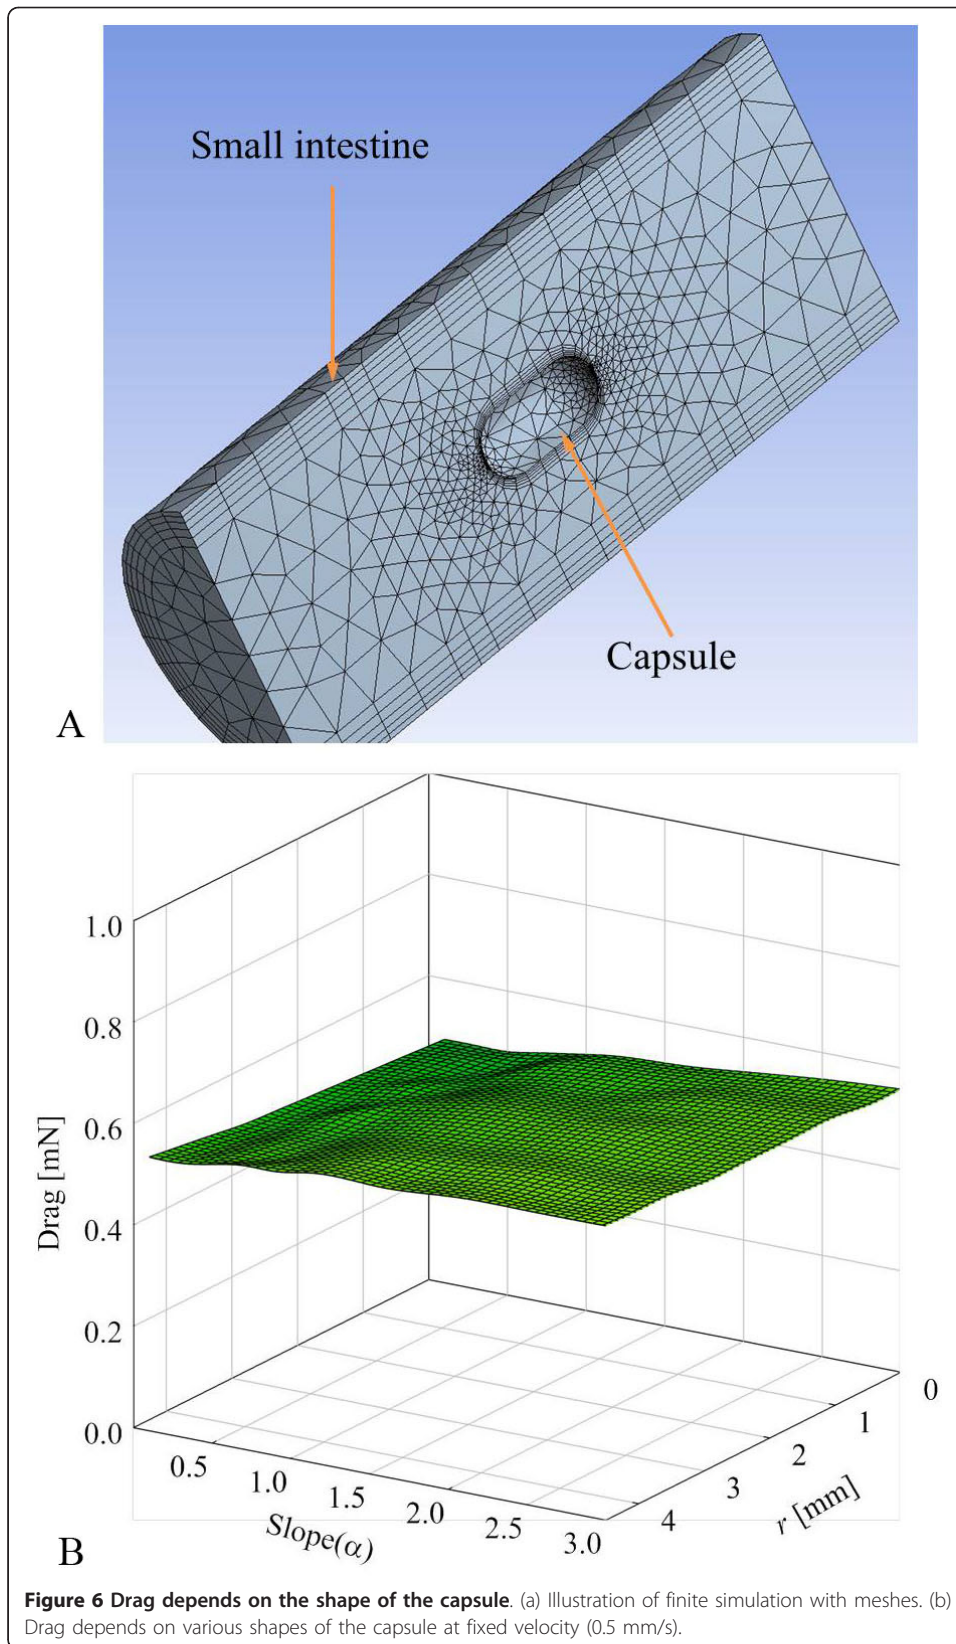 Small intestine
Capsule
A
1.0
0.8
0.6
0.4
0.2
0.0
Drag [mN]
0.5
1.0
1.5
2.0
2.5
3.0
Slope(α)
0
1
2
3
4
r [mm]
B
Figure 6 Drag depends on the shape of the capsule. (a) Illustration of finite simulation with meshes. (b)
Drag depends on various shapes of the capsule at fixed velocity (0.5 mm/s).